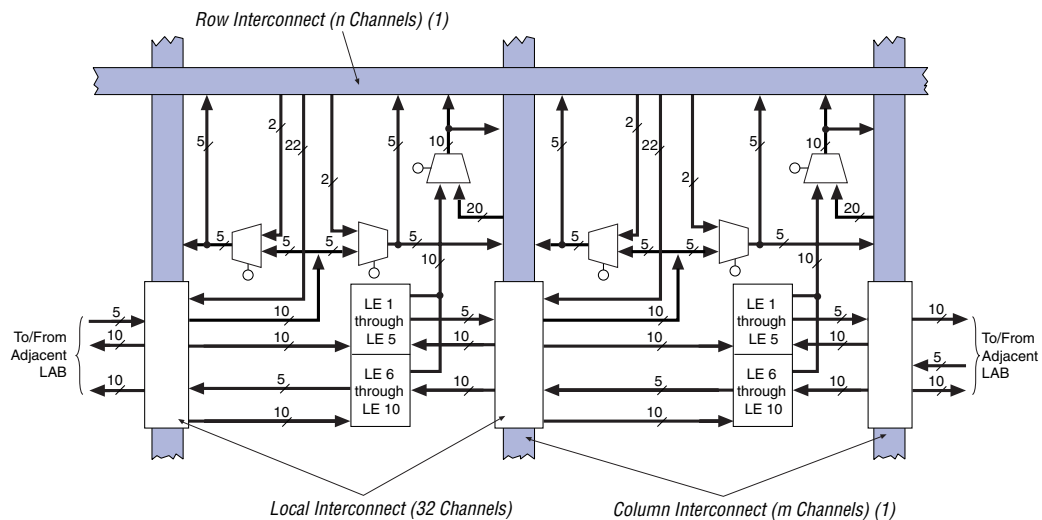 Row Interconnect (n Channels) (1)
2 2
5 22 5 10 5 22 5 10
2 2
20 20
5 5 5 5 5 5 5 5
10 10
5
10
10
To/From
Adjacent
LAB
10
10
5
10
LE 1
through
LE 5
LE 6
through
LE 10
5
10
10
10
10
5
10
LE 1
through
LE 5
LE 6
through
LE 10
5
10
10
10
5
10
To/From
Adjacent
LAB
Local Interconnect (32 Channels)
Column Interconnect (m Channels) (1)